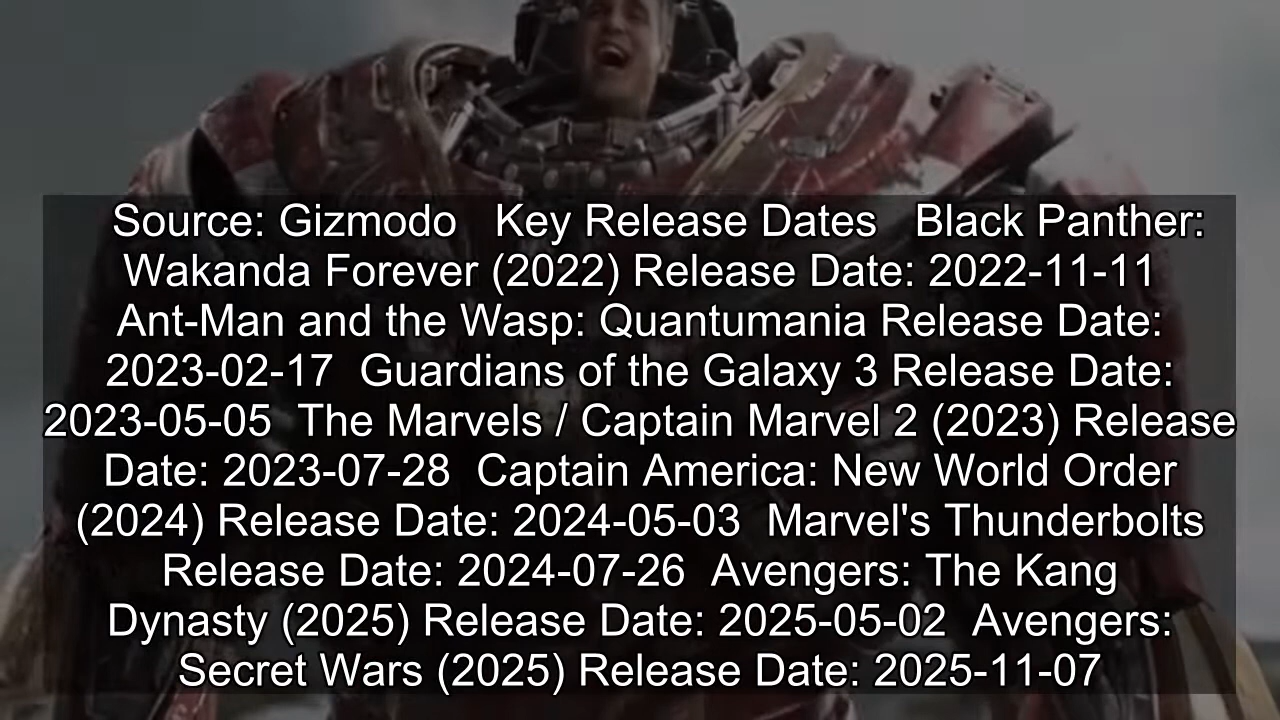 Source: Gizmodo   Key Release Dates   Black Panther:
Wakanda Forever (2022) Release Date: 2022-11-11
Ant-Man and the Wasp: Quantumania Release Date:
2023-02-17  Guardians of the Galaxy 3 Release Date:
2023-05-05  The Marvels / Captain Marvel 2 (2023) Release
Date: 2023-07-28  Captain America: New World Order
(2024) Release Date: 2024-05-03  Marvel's Thunderbolts
Release Date: 2024-07-26  Avengers: The Kang
Dynasty (2025) Release Date: 2025-05-02  Avengers:
Secret Wars (2025) Release Date: 2025-11-07